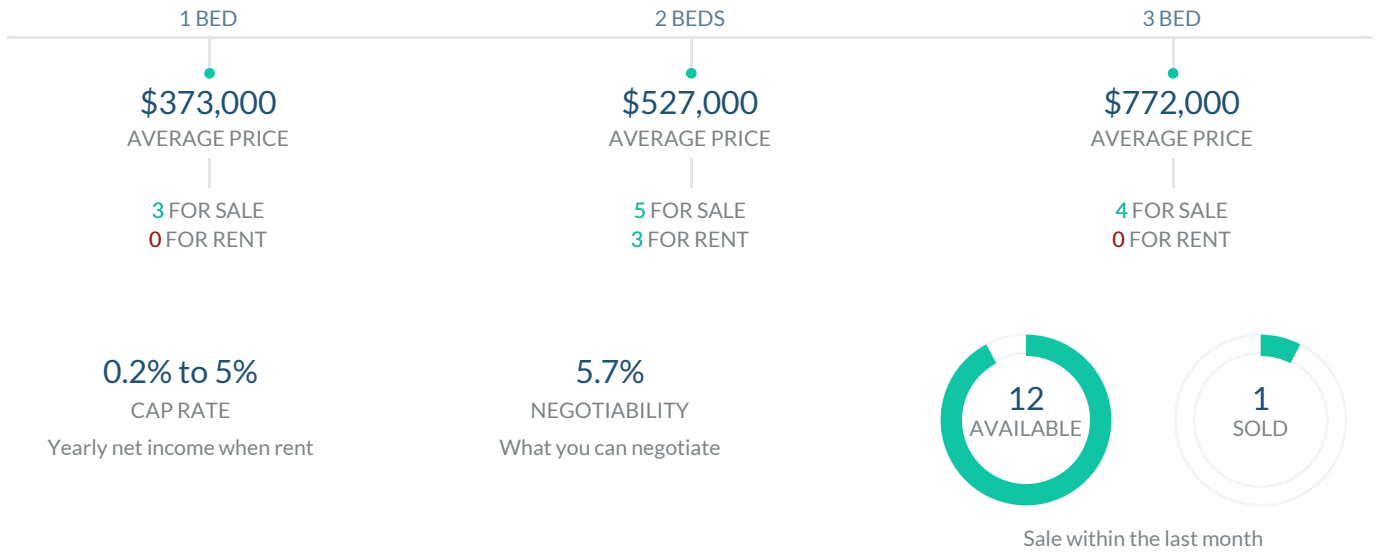 1 BED
2 BEDS
3 BED
$373,000
$527,000
$772,000
AVERAGE PRICE
AVERAGE PRICE
AVERAGE PRICE
3 FOR SALE
5 FOR SALE
4 FOR SALE
0 FOR RENT
3 FOR RENT
0 FOR RENT
0.2% to 5%
CAP RATE
Yearly net income when rent
5.7%
NEGOTIABILITY
What you can negotiate
12
AVAILABLE
1
SOLD
Sale within the last month